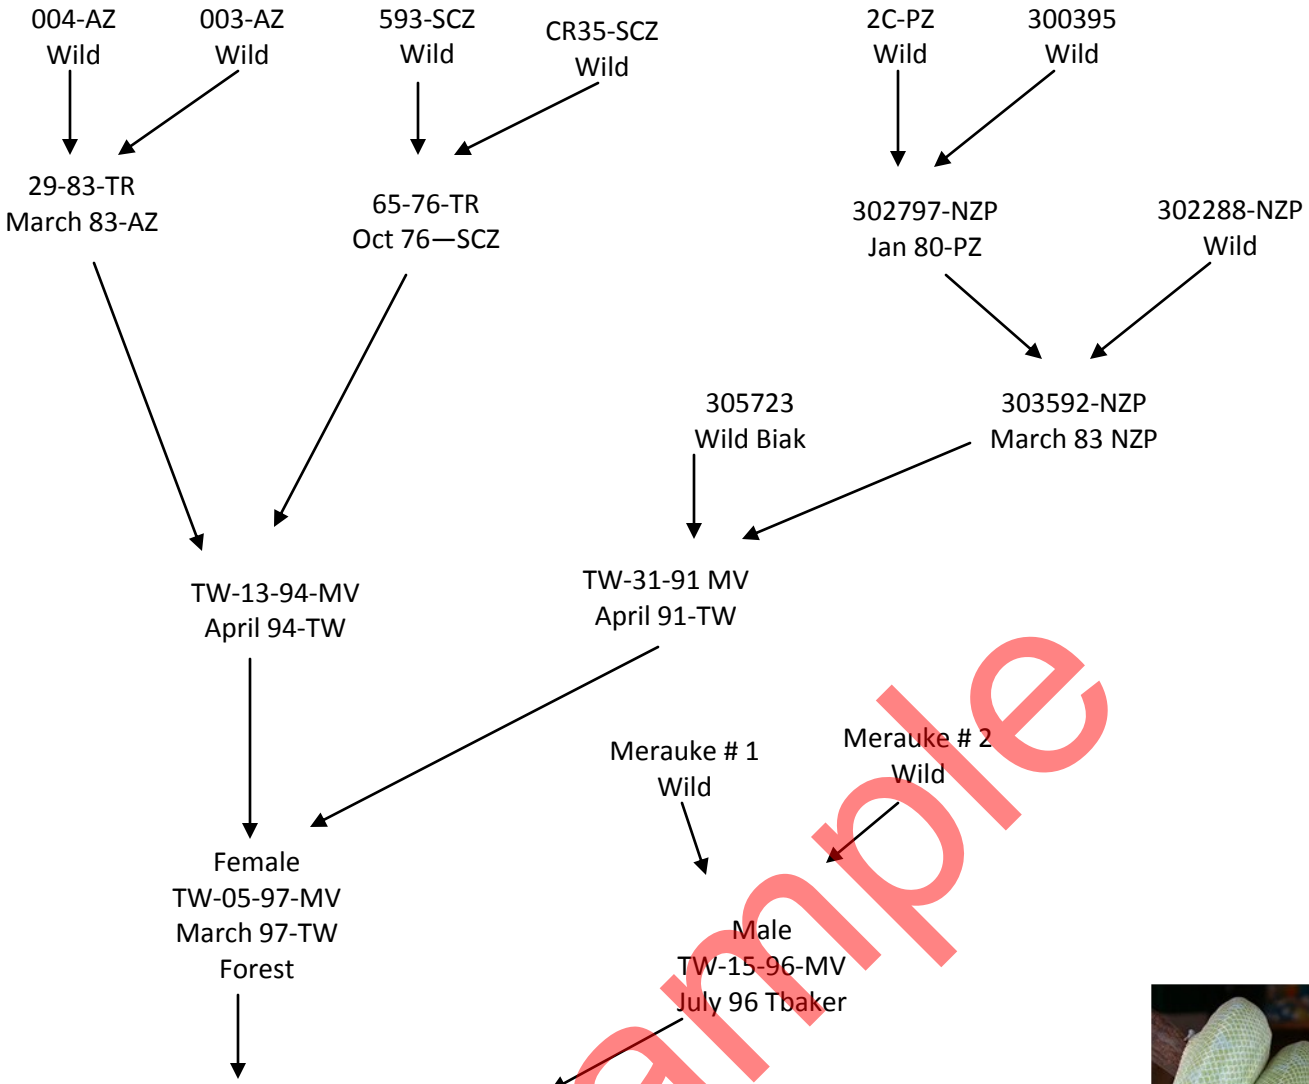 004-AZ
Wild
003-AZ
Wild
593-SCZ
Wild
CR35-SCZ
Wild
2C-PZ
Wild
300395
Wild
29-83-TR
March 83-AZ
65-76-TR
Oct 76—SCZ
302797-NZP
Jan 80-PZ
302288-NZP
Wild
305723
Wild Biak
303592-NZP
March 83 NZP
TW-13-94-MV
April 94-TW
TW-31-91 MV
April 91-TW
Merauke # 1
Wild
Merauke # 2
Wild
Female
TW-05-97-MV
March 97-TW
Forest
Male
TW-15-96-MV
July 96 Tbaker
ample